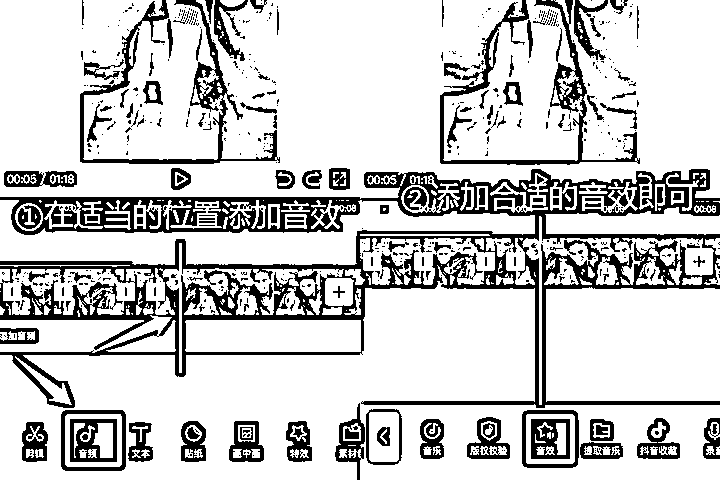 00:05 / 01:18
①在适当的位置添加音效
添加音频
剪辑
音频
文本
贴纸
画中画
特效
素材包
00:05 / 01:18
②添加合适的音效即可
00:08
音乐
版权校验
音效
提取音乐
抖音收藏